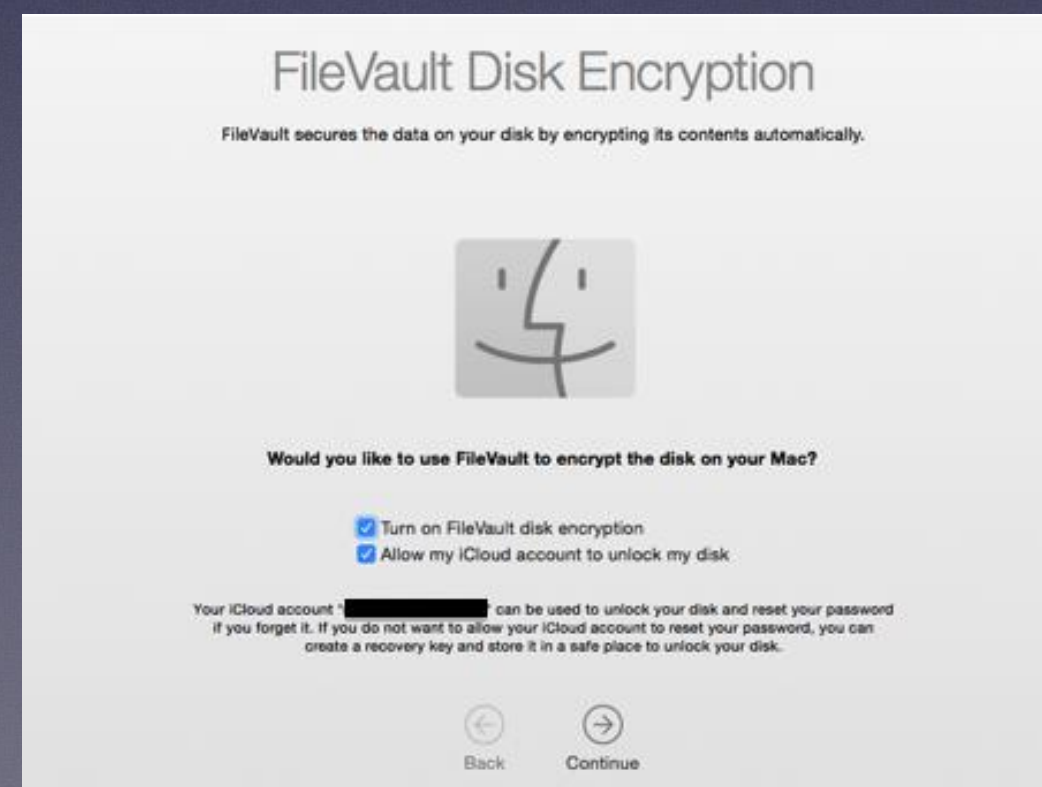 FileVault Disk Encryption
FileVault secures the data on your disk by encrypting its contents automatically.
Would you like to use FileVault to encrypt the disk on your Mac?
Turn on FileVault disk encryption
Allow my iCloud account to unlock my disk
Your iCloud account " " can be used to unlock your disk and reset your password
if you forget it. If you do not want to allow your iCloud account to reset your password, you can
create a recovery key and store it in a safe place to unlock your disk.
Back Continue